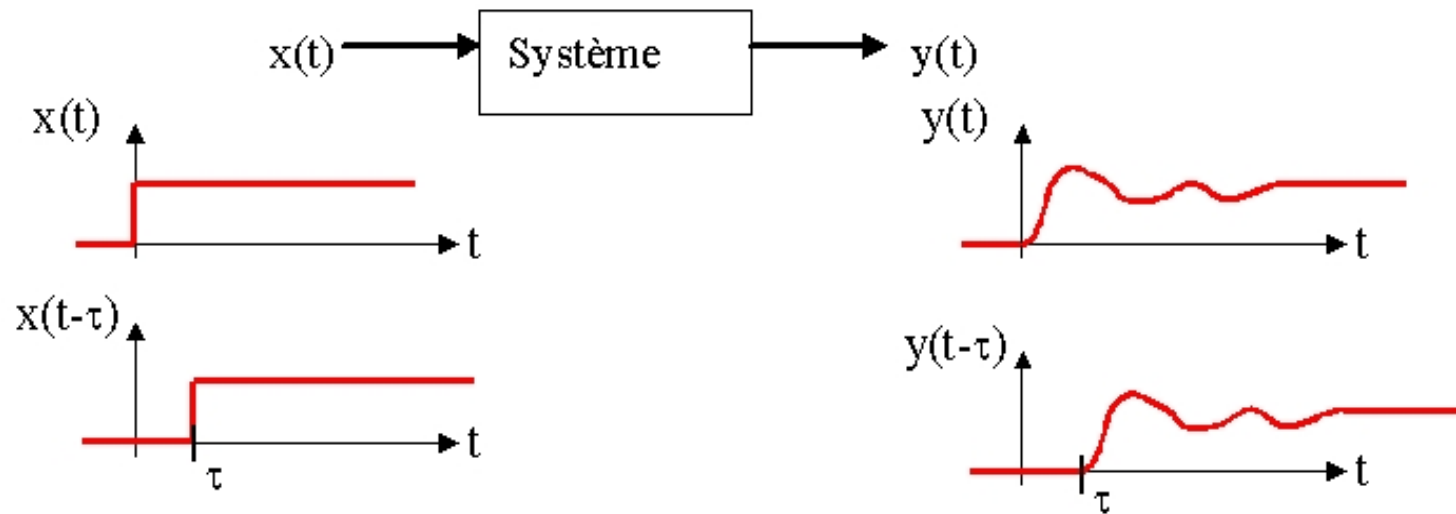 x(t) Système y(t)
x(t) y(t)
t t
x(t-τ) y(t-τ)
t t
τ τ